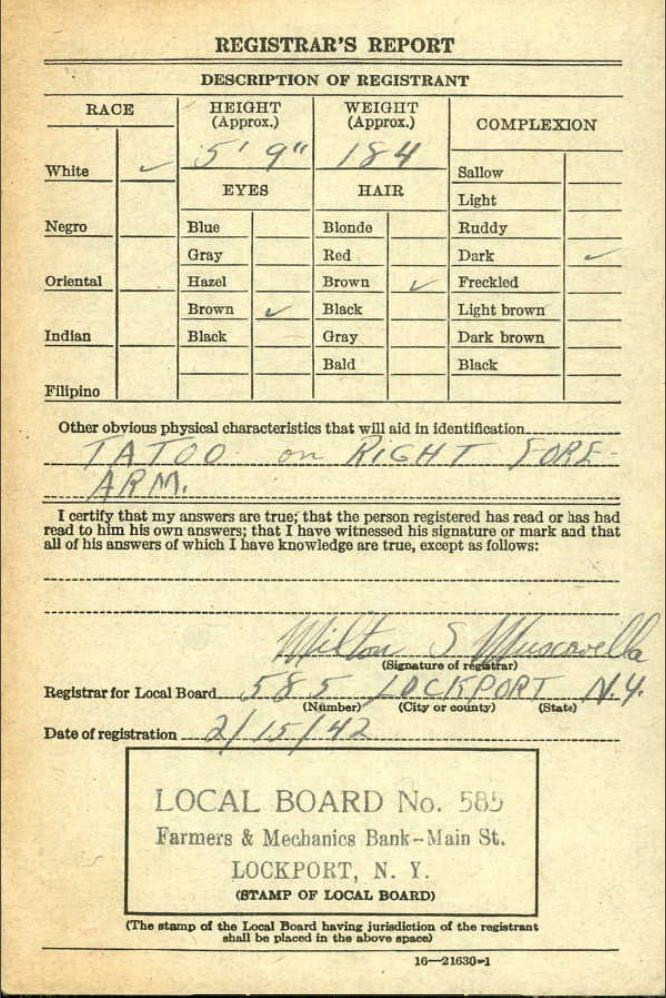 REGISTRAR'S REPORT
DESCRIPTION OF REGISTRANT
RACE
HEIGHT
(Approx.)
WEIGHT
(Approx.)
COMPLEXION
5' 9"
184
White ✓
EYES
HAIR
Sallow
Light
Negro
Blue
Blonde
Ruddy
Gray
Red
Dark ✓
Oriental
Hazel
Brown ✓
Freckled
Brown ✓
Black
Light brown
Indian
Black
Gray
Dark brown
Bald
Black
Filipino
Other obvious physical characteristics that will aid in identification
TATOO on RIGHT FORE-
ARM.
I certify that my answers are true; that the person registered has read or has had
read to him his own answers; that I have witnessed his signature or mark and that
all of his answers of which I have knowledge are true, except as follows:
Milton S
(Signature of registrar)
Registrar for Local Board 585 LOCKPORT N.Y.
(Number) (City or county) (State)
Date of registration 2/15/42
LOCAL BOARD No. 585
Farmers & Mechanics Bank--Main St.
LOCKPORT, N. Y.
(STAMP OF LOCAL BOARD)
(The stamp of the Local Board having jurisdiction of the registrant
shall be placed in the above space)
16—21630-1